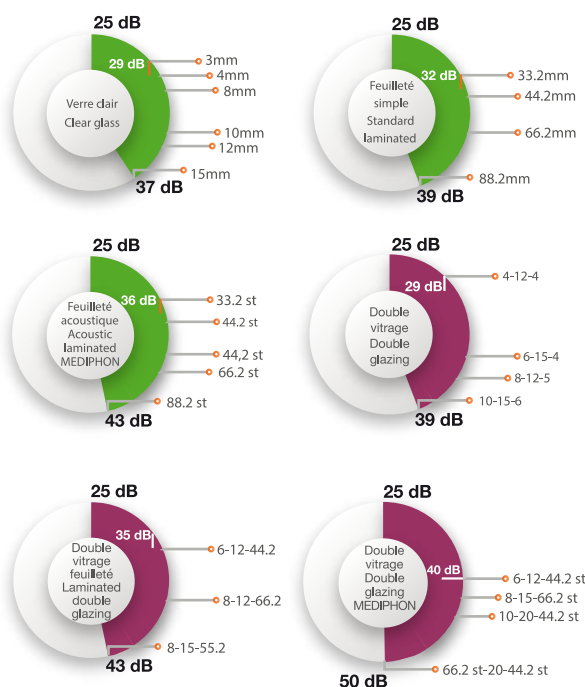 25 dB
29 dB
3mm
4mm
8mm
Verre clair
Clear glass
10mm
12mm
15mm
37 dB
25 dB
32 dB
33.2mm
44.2mm
Feuilleté
simple
Standard
laminated
66.2mm
88.2mm
39 dB
25 dB
36 dB
33.2 st
44.2 st
Feuilleté
acoustique
Acoustic
laminated
MEDIPHON
44,2 st
66.2 st
88.2 st
43 dB
25 dB
29 dB
4-12-4
Double
vitrage
Double
glazing
6-15-4
8-12-5
10-15-6
39 dB
25 dB
35 dB
6-12-44.2
Double
vitrage
feuilleté
Laminated
double
glazing
8-12-66.2
8-15-55.2
43 dB
25 dB
40 dB
Double
vitrage
Double
glazing
MEDIPHON
6-12-44.2 st
8-15-66.2 st
10-20-44.2 st
66.2 st-20-44.2 st
50 dB